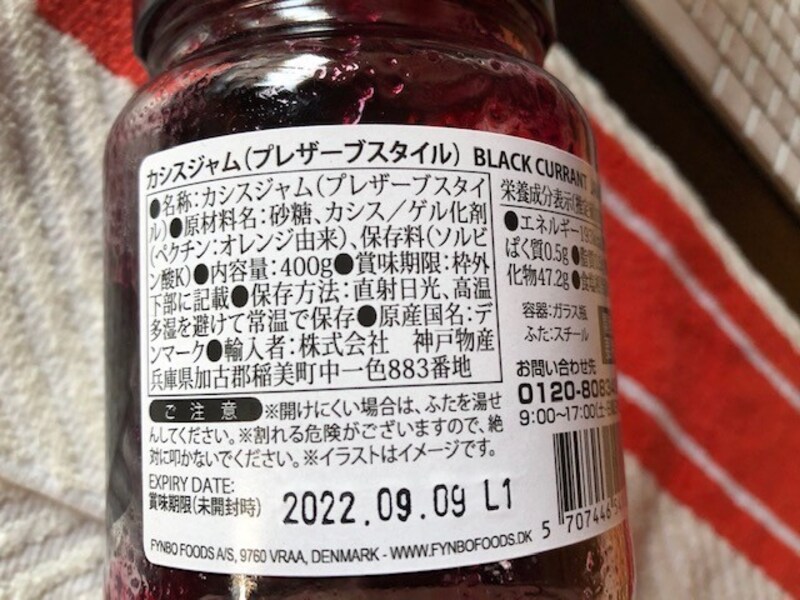 カシスジャム（プレザーブスタイル） BLACK CURRANT
●名称：カシスジャム（プレザーブスタイ
ル）●原材料名：砂糖、カシス／ゲル化剤
（ペクチン：オレンジ由来）、保存料（ソルビ
ン酸K）●内容量：400g●賞味期限：枠外
下部に記載●保存方法：直射日光、高温
多湿を避けて常温で保存●原産国名：デ
ンマーク●輸入者：株式会社　神戸物産
兵庫県加古郡稲美町中一色883番地
ご注意 ※開けにくい場合は、ふたを湯せ
んしてください。※割れる危険がございますので、絶
対に叩かないでください。※イラストはイメージです。
EXPIRY DATE:
賞味期限（未開封時） 2022.09.09 L1
FYNBO FOODS A/S, 9760 VRAA, DENMARK - WWW.FYNBOFOODS.DK
栄養成分表示
●エネルギー
ぱく質0.5g●
化物47.2g●
容器：ガラス瓶
ふた：スチール
お問い合わせ先
0120-808
9:00～17:00（土・
5 707446